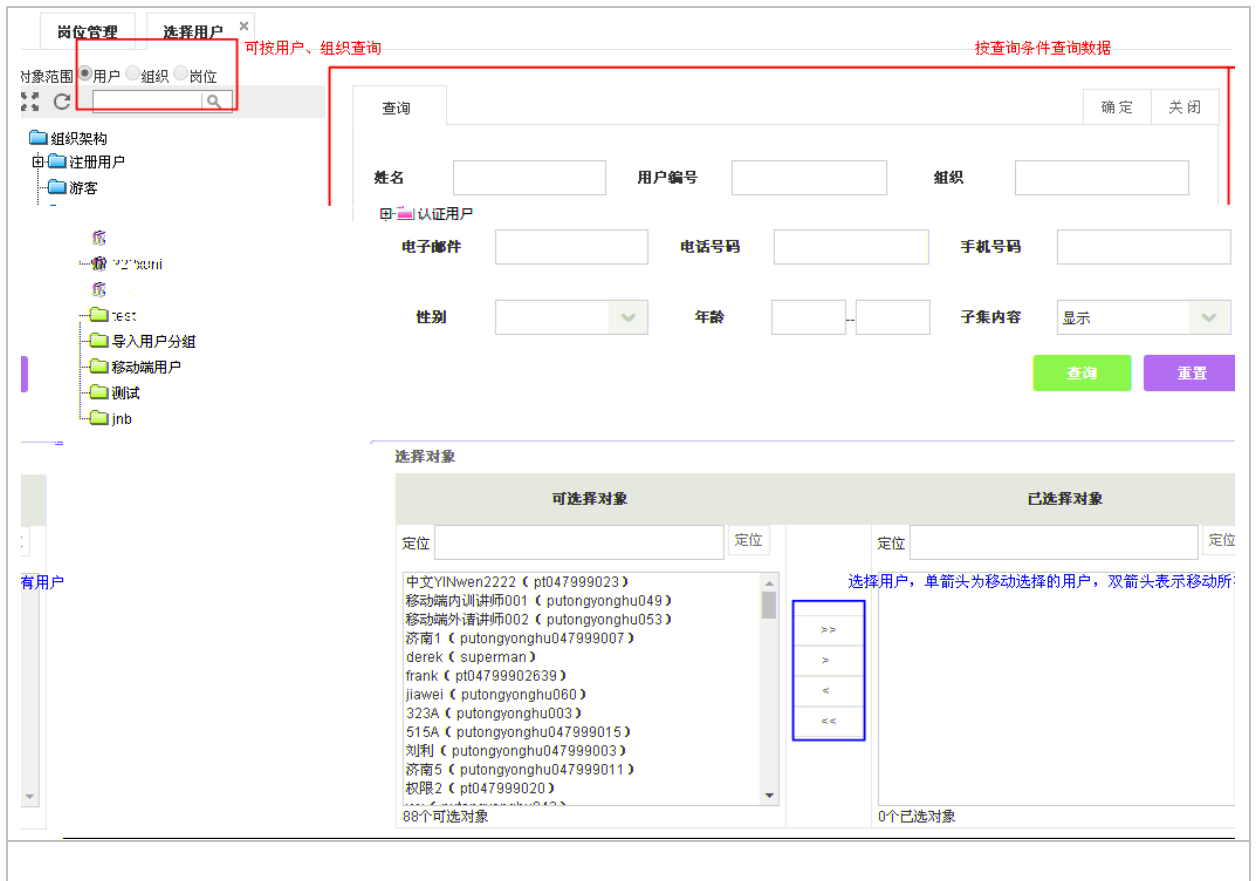 岗位管理 选择用户 ×
可按用户、组织查询 按查询条件查询数据
对象范围 用户 组织 岗位
查询 确定 关闭
组织架构
注册用户
游客
姓名 用户编号 组织
认证用户
电子邮件 电话号码 手机号码
test
导入用户分组
移动端用户
测试
jnb
性别 年龄 -- 子集内容 显示
查询 重置
选择对象
可选择对象 已选择对象
定位 定位 定位 定位
有用户
选择用户，单箭头为移动选择的用户，双箭头表示移动所
中文YINwen2222（pt047999023）
移动端内训讲师001（putongyonghu049）
移动端外请讲师002（putongyonghu053）
济南1（putongyonghu047999007）
derek（superman）
frank（pt04799902639）
jiawei（putongyonghu060）
323A（putongyonghu003）
515A（putongyonghu047999015）
刘利（putongyonghu047999003）
济南5（putongyonghu047999011）
权限2（pt047999020）
>>
>
<
<<
88个可选对象 0个已选对象